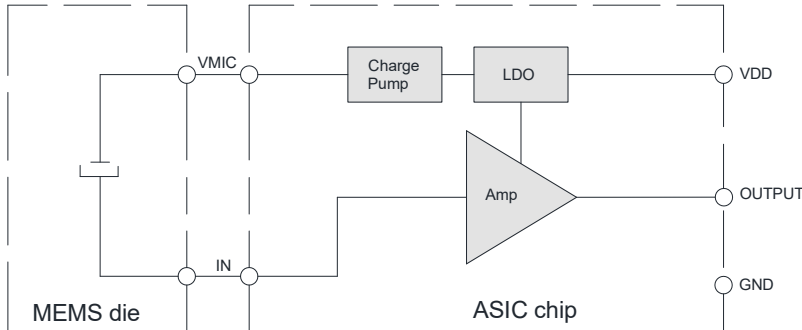 VMIC
Charge
Pump
LDO
VDD
Amp
OUTPUT
IN
GND
MEMS die
ASIC chip